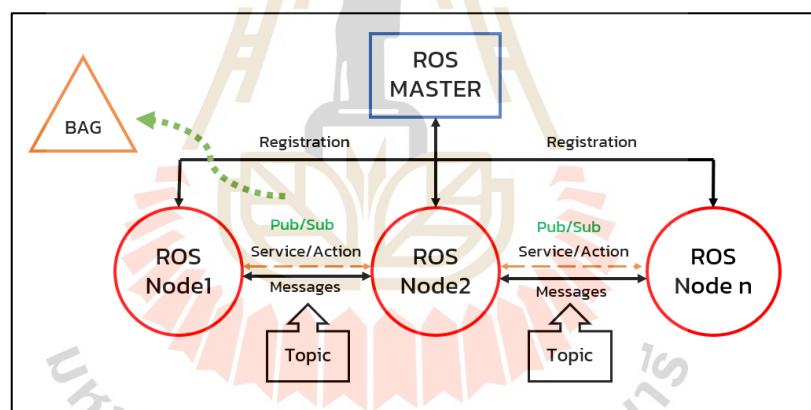 ROS
MASTER
BAG
Registration
Registration
Pub/Sub
Pub/Sub
ROS
Node1
Service/Action
ROS
Node2
Service/Action
ROS
Node n
Messages
Messages
Topic
Topic